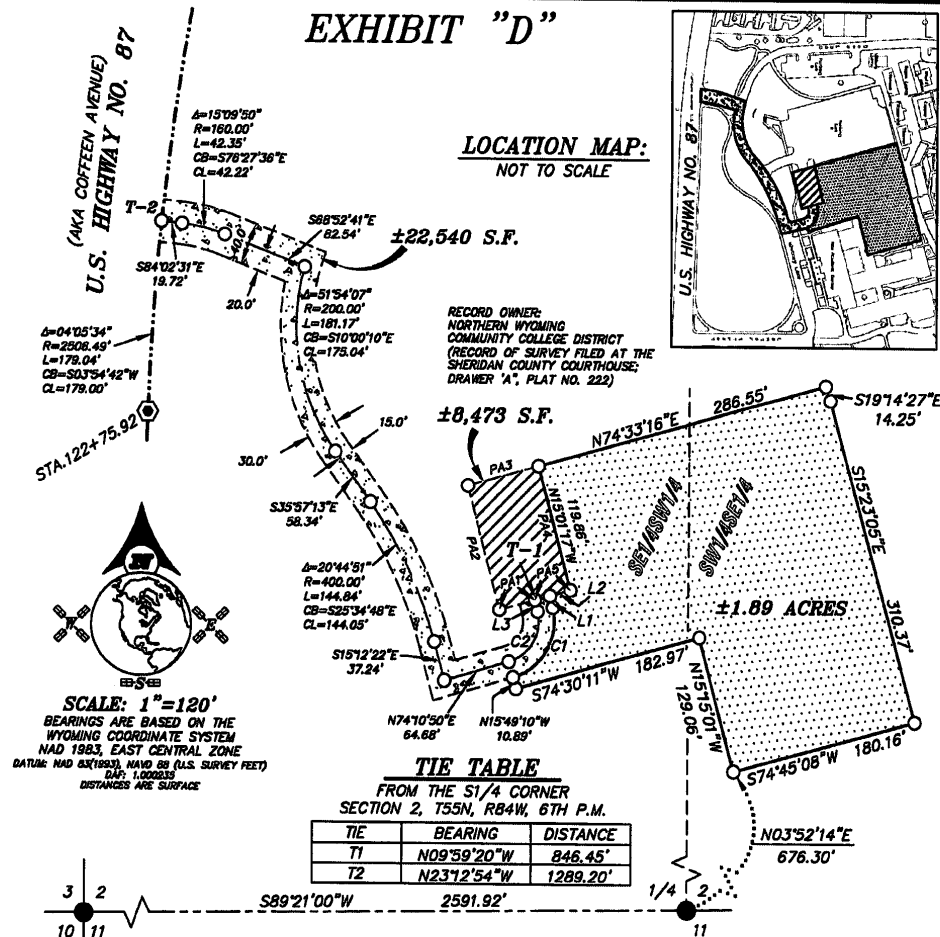 EXHIBIT "D"
(AKA COFFEEN AVENUE)
U.S. HIGHWAY NO. 87
Δ=15°09'50"
R=160.00'
L=42.35'
CB=S76°27'36"E
CL=42.22'
LOCATION MAP:
NOT TO SCALE
U.S. HIGHWAY NO. 87
T-2
S68°52'41"E
62.54'
±22,540 S.F.
40.0'
S84°02'31"E
19.72'
20.0'
Δ=51°54'07"
R=200.00'
L=181.17'
CB=S10°00'10"E
CL=175.04'
RECORD OWNER:
NORTHERN WYOMING
COMMUNITY COLLEGE DISTRICT
(RECORD OF SURVEY FILED AT THE
SHERIDAN COUNTY COURTHOUSE;
DRAWER 'A", PLAT NO. 222)
Δ=04°05'34"
R=2506.49'
L=179.04'
CB=S03°54'42"W
CL=179.00'
STA.122+75.92
286.55'
N74°33'16"E
S19°14'27"E
14.25'
±8,473 S.F.
15.0'
30.0'
PA3
N15°01'17"W
119.86'
PA4
SE1/4SW1/4
SW1/4SE1/4
S15°23'05"E
310.37'
S35°57'13"E
58.34'
PA2
T-1
PA1
PA5
L2
L1
L3
C2
C1
±1.89 ACRES
N
W
E
S
Δ=20°44'51"
R=400.00'
L=144.84'
CB=S25°34'48"E
CL=144.05'
S15°12'22"E
37.24'
182.97'
S74°30'11"W
N15°15'01"W
129.06'
180.16'
S74°45'08"W
N74°10'50"E
64.68'
N15°49'10"W
10.89'
SCALE: 1"=120'
BEARINGS ARE BASED ON THE
WYOMING COORDINATE SYSTEM
NAD 1983, EAST CENTRAL ZONE
DATUM: NAD 83(1993), NAVD 88 (U.S. SURVEY FEET)
DAF: 1.000235
DISTANCES ARE SURFACE
TIE TABLE
FROM THE S1/4 CORNER
SECTION 2, T55N, R84W, 6TH P.M.
TIE BEARING DISTANCE
T1 N09°59'20"W 846.45'
T2 N23°12'54"W 1289.20'
N03°52'14"E
676.30'
3 2
10 11
S89°21'00"W 2591.92'
1/4 2
11